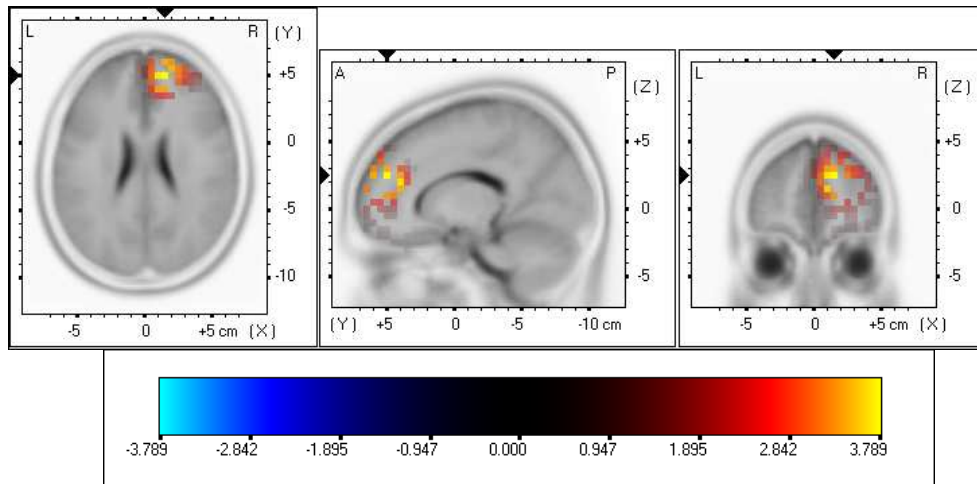 L R (Y)
+5
0
-5
-10
-5 0 +5 cm (X)
A P (Z)
+5
0
-5
(Y) +5 0 -5 -10 cm
L R (Z)
+5
0
-5
-5 0 +5 cm (X)
-3.789 -2.842 -1.895 -0.947 0.000 0.947 1.895 2.842 3.789